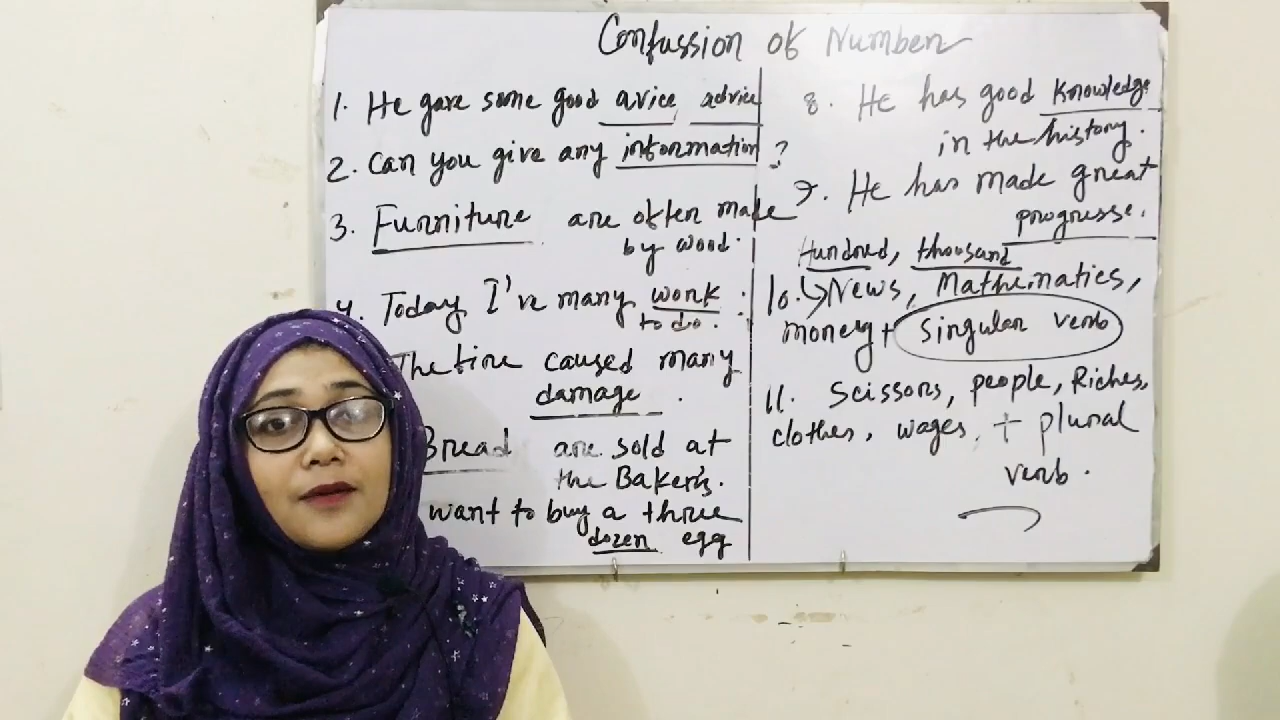 Confussion of Number
1. He gave some good avice, advice
2. Can you give any information ?
3. Furniture are often made
by wood.
4. Today I've many work
to do.
The fire caused many
damage.
Bread are sold at
the Baker's.
want to buy a three
dozen egg
8. He has good knowledge
in the history.
9. He has made great
progresse.
Hundred, thousand
10. → News, Mathematics,
money + singular verb
11. Scissors, people, Riches,
clothes, wages, + plural
verb.